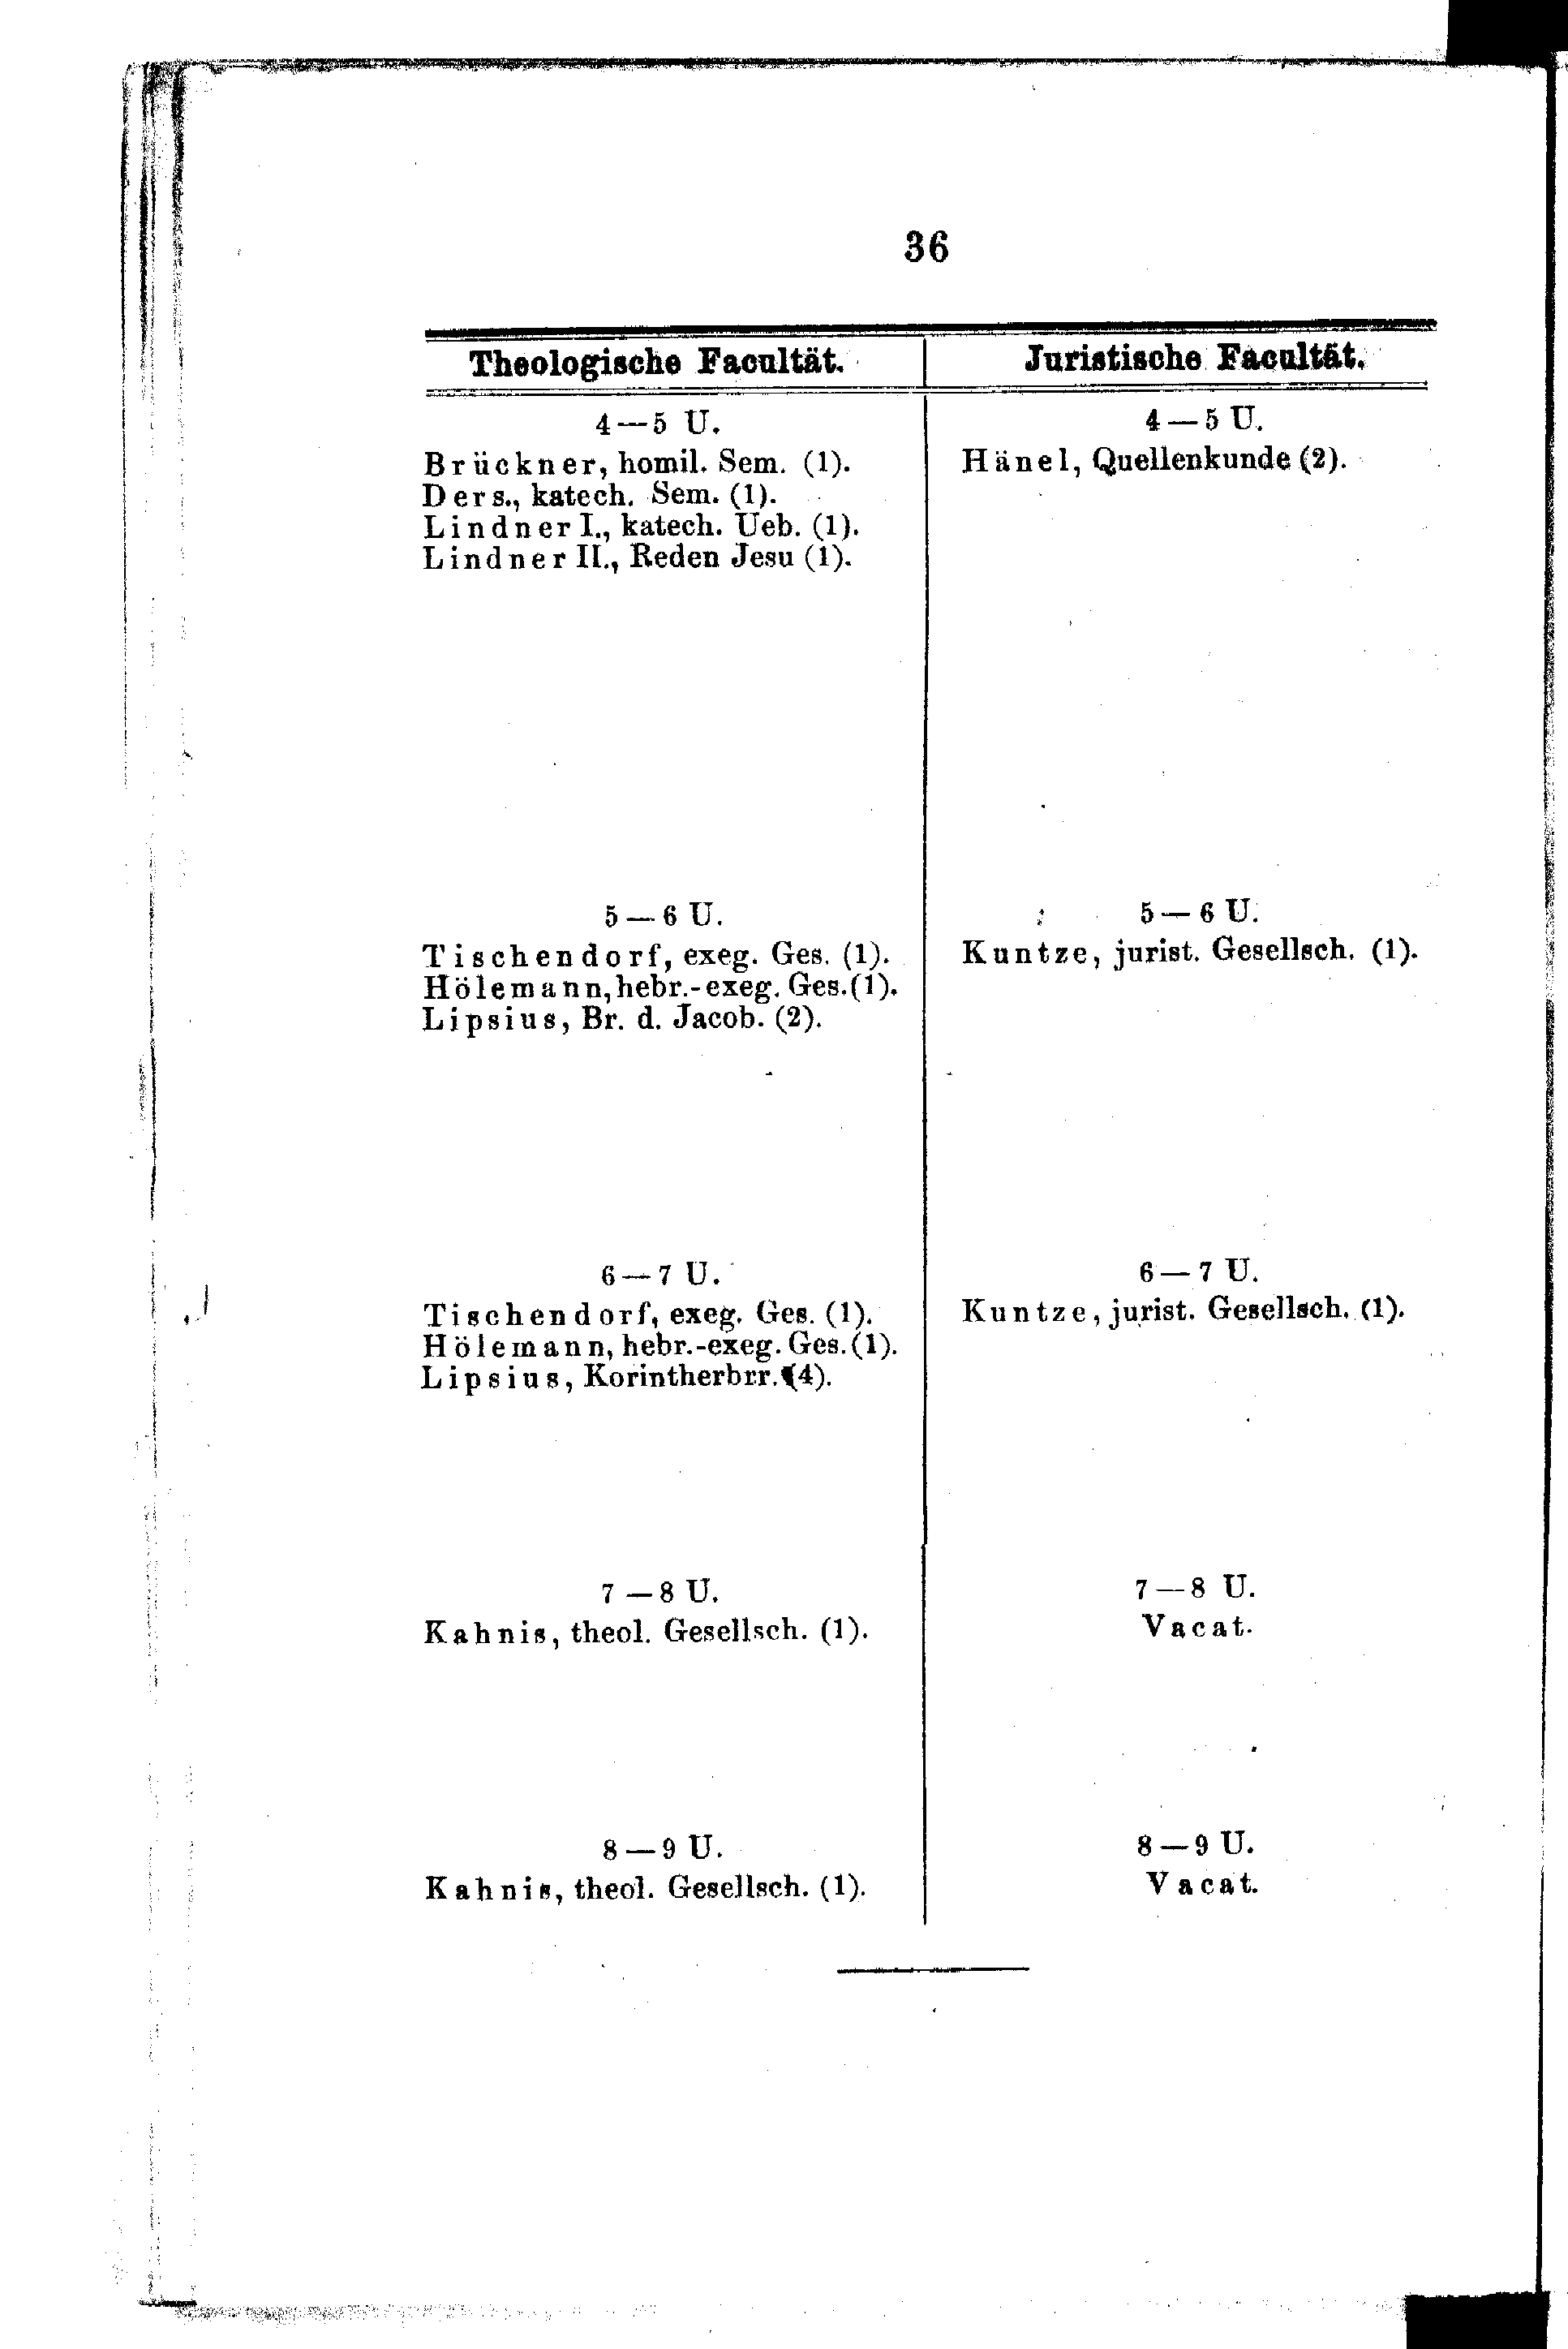 36
Theologische Facultät.
4—5 U.
Brückner, homil. Sem. (1).
Ders., katech. Sem. (1).
Lindner I., katech. Ueb. (1).
Lindner II., Reden Jesu (1).
5—6 U.
Tischendorf, exeg. Ges. (1).
Hölemann, hebr.-exeg. Ges. (1).
Lipsius, Br. d. Jacob. (2).
6—7 U.
Tischendorf, exeg. Ges. (1).
Hölemann, hebr.-exeg. Ges. (1).
Lipsius, Korintherbrr. (4).
7—8 U.
Kahnis, theol. Gesellsch. (1).
8—9 U.
Kahnis, theol. Gesellsch. (1).
Juristische Facultät.
4—5 U.
Hänel, Quellenkunde (2).
5—6 U.
Kuntze, jurist. Gesellsch. (1).
6—7 U.
Kuntze, jurist. Gesellsch. (1).
7—8 U.
Vacat.
8—9 U.
Vacat.